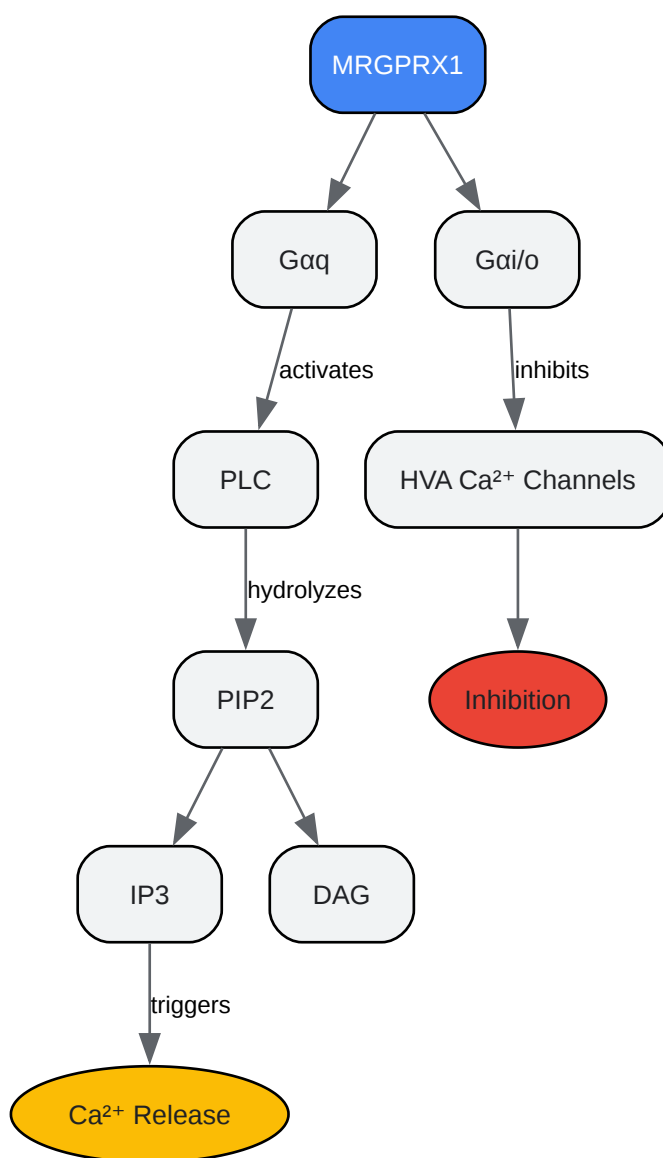 MRGPRX1
Gαq
Gαi/o
activates
inhibits
PLC
HVA Ca²⁺ Channels
hydrolyzes
PIP2
Inhibition
IP3
DAG
triggers
Ca²⁺ Release